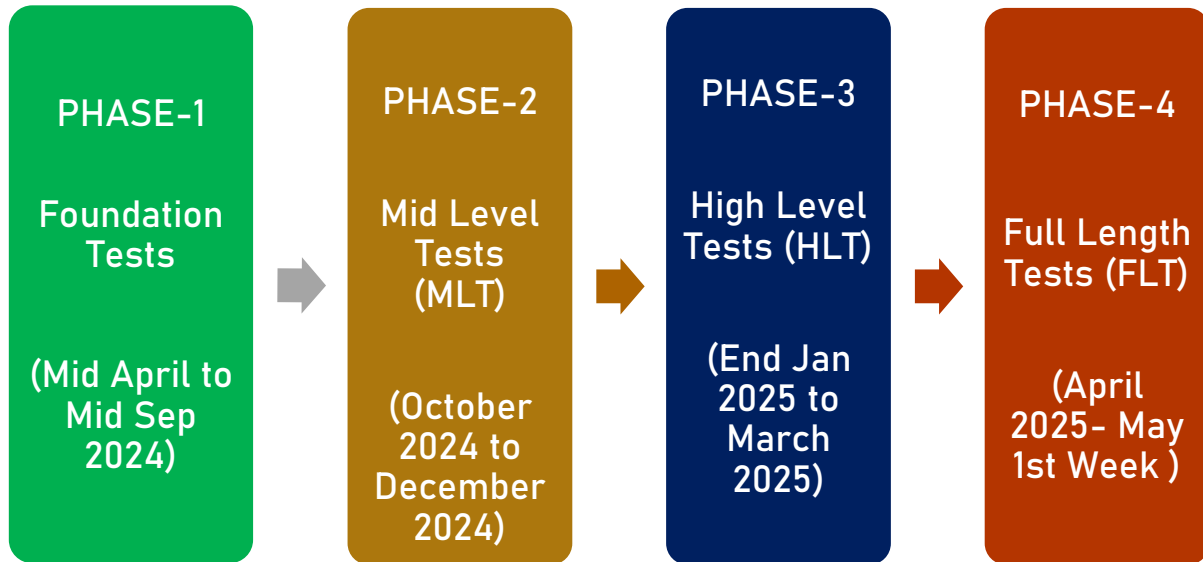 PHASE-1
Foundation
Tests
(Mid April to
Mid Sep
2024)
PHASE-2
Mid Level
Tests
(MLT)
(October
2024 to
December
2024)
PHASE-3
High Level
Tests (HLT)
(End Jan
2025 to
March
2025)
PHASE-4
Full Length
Tests (FLT)
(April
2025- May
1st Week )